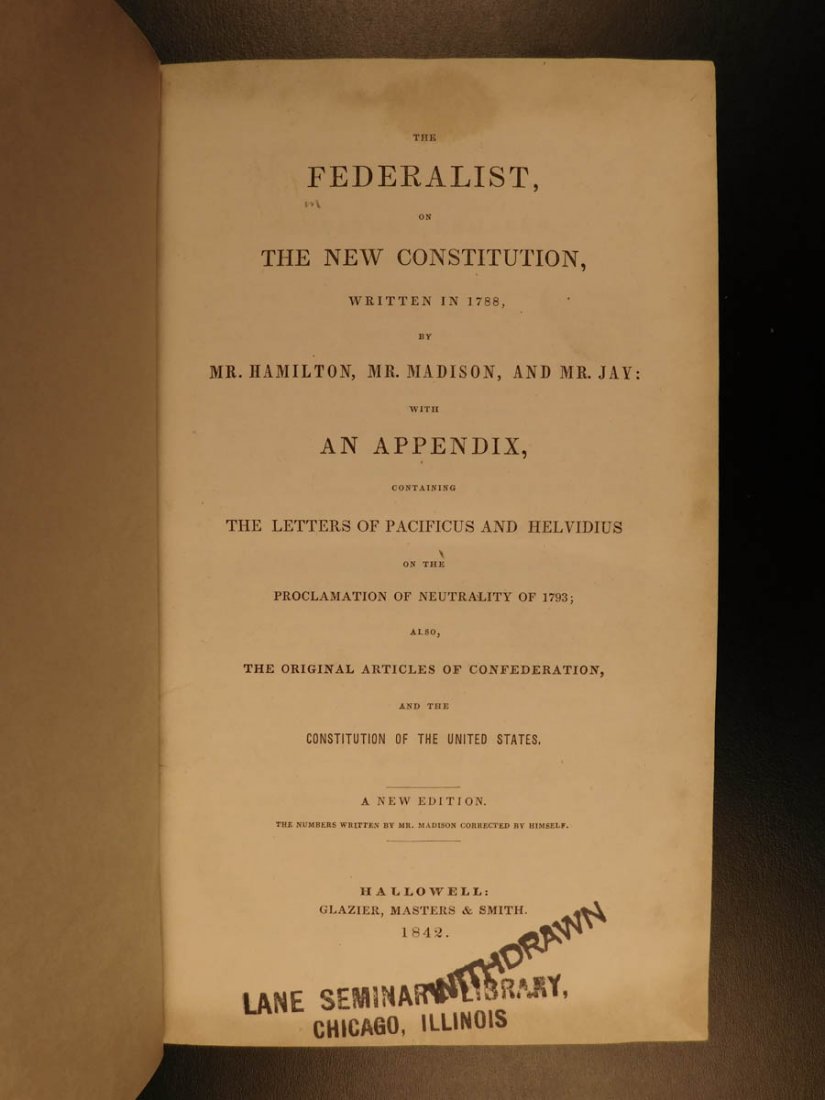 THE
FEDERALIST,
ON
THE NEW CONSTITUTION,
WRITTEN IN 1788,
BY
MR. HAMILTON, MR. MADISON, AND MR. JAY:
WITH
AN APPENDIX,
CONTAINING
THE LETTERS OF PACIFICUS AND HELVIDIUS
ON THE
PROCLAMATION OF NEUTRALITY OF 1793;
ALSO,
THE ORIGINAL ARTICLES OF CONFEDERATION,
AND THE
CONSTITUTION OF THE UNITED STATES.
A NEW EDITION.
THE NUMBERS WRITTEN BY MR. MADISON CORRECTED BY HIMSELF.
HALLOWELL:
GLAZIER, MASTERS & SMITH.
1842.
WITHDRAWN
LANE SEMINARY LIBRARY,
CHICAGO, ILLINOIS